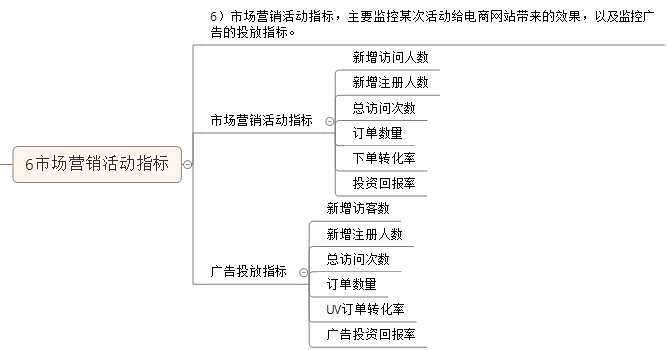 6）市场营销活动指标，主要监控某次活动给电商网站带来的效果，以及监控广
告的投放指标。
新增访问人数
新增注册人数
总访问次数
市场营销活动指标
订单数量
下单转化率
投资回报率
6市场营销活动指标
新增访客数
新增注册人数
总访问次数
广告投放指标
订单数量
UV订单转化率
广告投资回报率